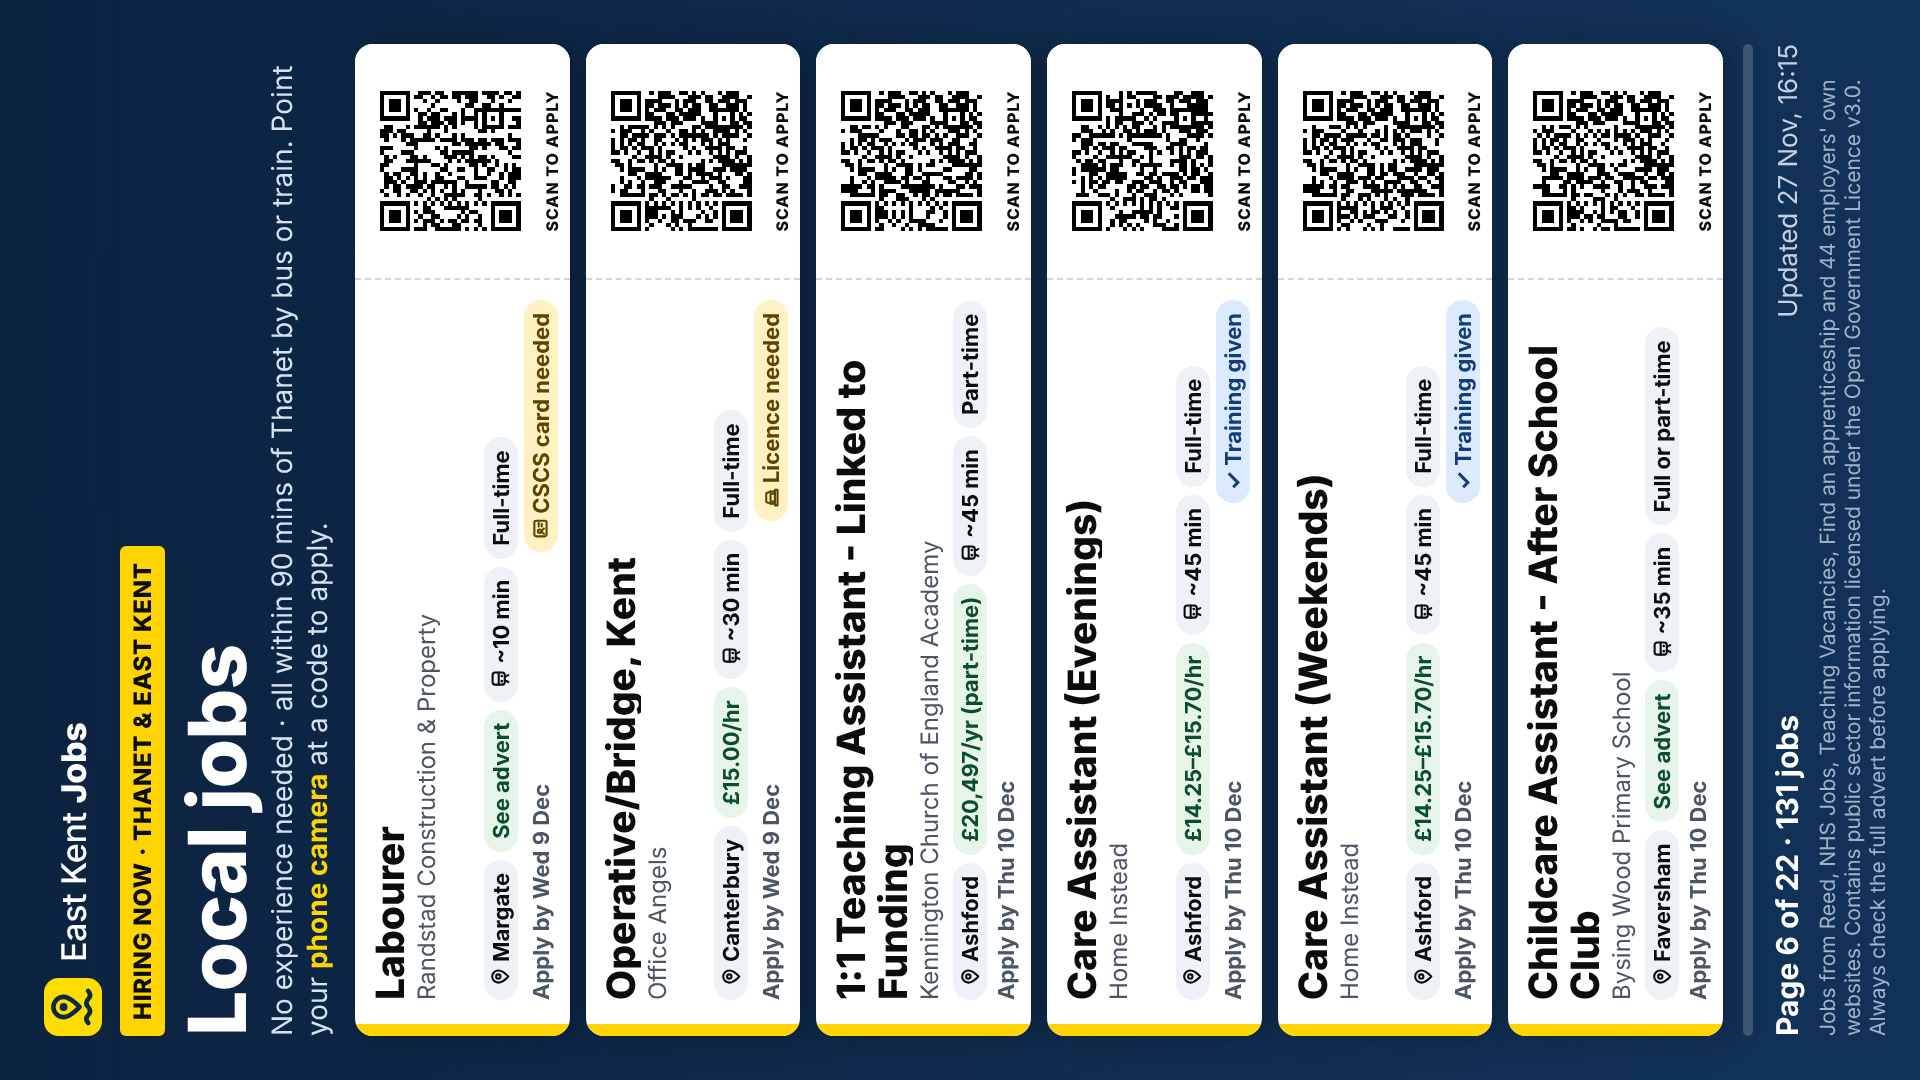 East Kent Jobs
HIRING NOW · THANET & EAST KENT
Local jobs
No experience needed · all within 90 mins of Thanet by bus or train. Point
your phone camera at a code to apply.
Labourer
Randstad Construction & Property
Margate See advert ~10 min Full-time
Apply by Wed 9 Dec CSCS card needed
SCAN TO APPLY
Operative/Bridge, Kent
Office Angels
Canterbury £15.00/hr ~30 min Full-time
Apply by Wed 9 Dec Licence needed
SCAN TO APPLY
1:1 Teaching Assistant - Linked to
Funding
Kennington Church of England Academy
Ashford £20,497/yr (part-time) ~45 min Part-time
Apply by Thu 10 Dec
SCAN TO APPLY
Care Assistant (Evenings)
Home Instead
Ashford £14.25–£15.70/hr ~45 min Full-time
Apply by Thu 10 Dec Training given
SCAN TO APPLY
Care Assistant (Weekends)
Home Instead
Ashford £14.25–£15.70/hr ~45 min Full-time
Apply by Thu 10 Dec Training given
SCAN TO APPLY
Childcare Assistant - After School
Club
Bysing Wood Primary School
Faversham See advert ~35 min Full or part-time
Apply by Thu 10 Dec
SCAN TO APPLY
Page 6 of 22 · 131 jobs Updated 27 Nov, 16:15
Jobs from Reed, NHS Jobs, Teaching Vacancies, Find an apprenticeship and 44 employers' own
websites. Contains public sector information licensed under the Open Government Licence v3.0.
Always check the full advert before applying.